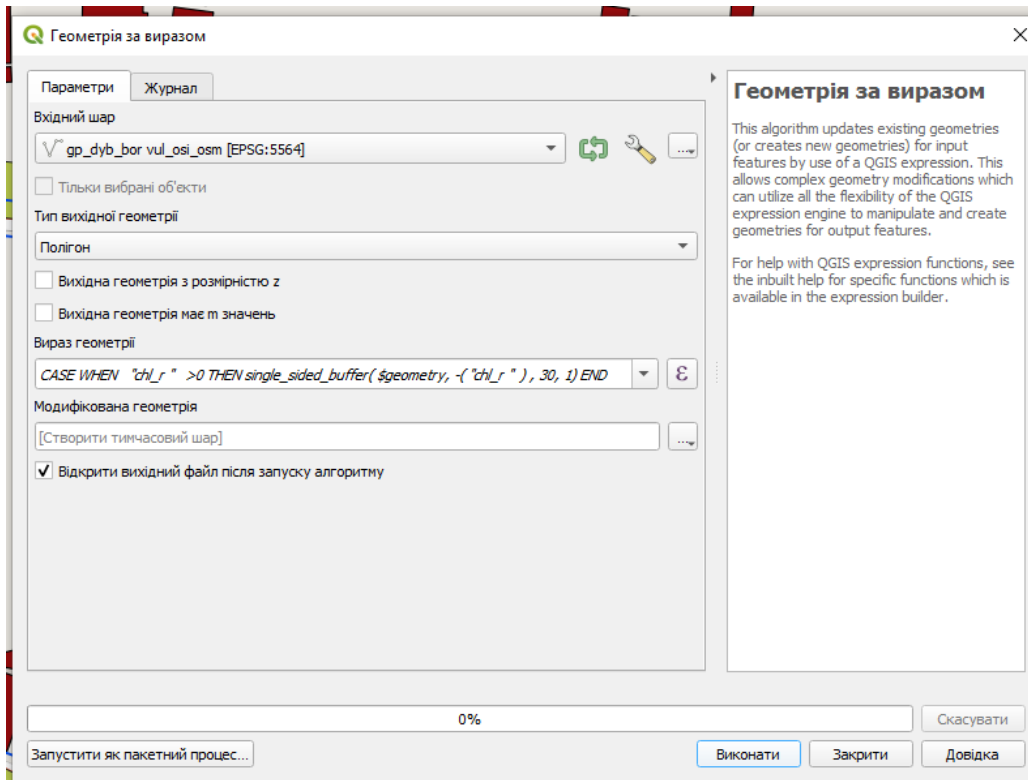 Геометрія за виразом
Параметри
Журнал
Вхідний шар
gp_dyb_bor vul_osi_osm [EPSG:5564]
...
Тільки вибрані об'єкти
Тип вихідної геометрії
Полігон
Вихідна геометрія з розмірністю z
Вихідна геометрія має m значень
Вираз геометрії
CASE WHEN "chl_r " >0 THEN single_sided_buffer( $geometry, -( "chl_r " ) , 30, 1) END
ε
Модифікована геометрія
[Створити тимчасовий шар]
...
Відкрити вихідний файл після запуску алгоритму
Геометрія за виразом
This algorithm updates existing geometries
(or creates new geometries) for input
features by use of a QGIS expression. This
allows complex geometry modifications which
can utilize all the flexibility of the QGIS
expression engine to manipulate and create
geometries for output features.
For help with QGIS expression functions, see
the inbuilt help for specific functions which is
available in the expression builder.
0%
Скасувати
Запустити як пакетний процес...
Виконати
Закрити
Довідка